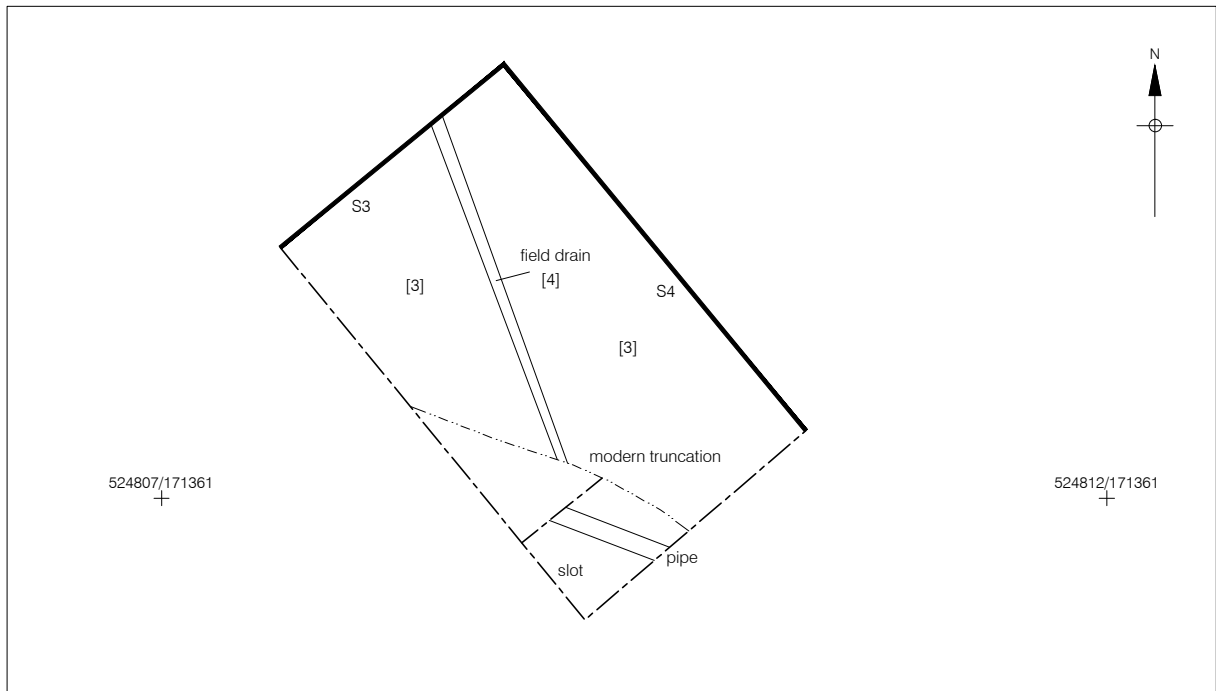 N
S3
field drain
[4]
[3]
S4
[3]
modern truncation
524807/171361
524812/171361
pipe
slot